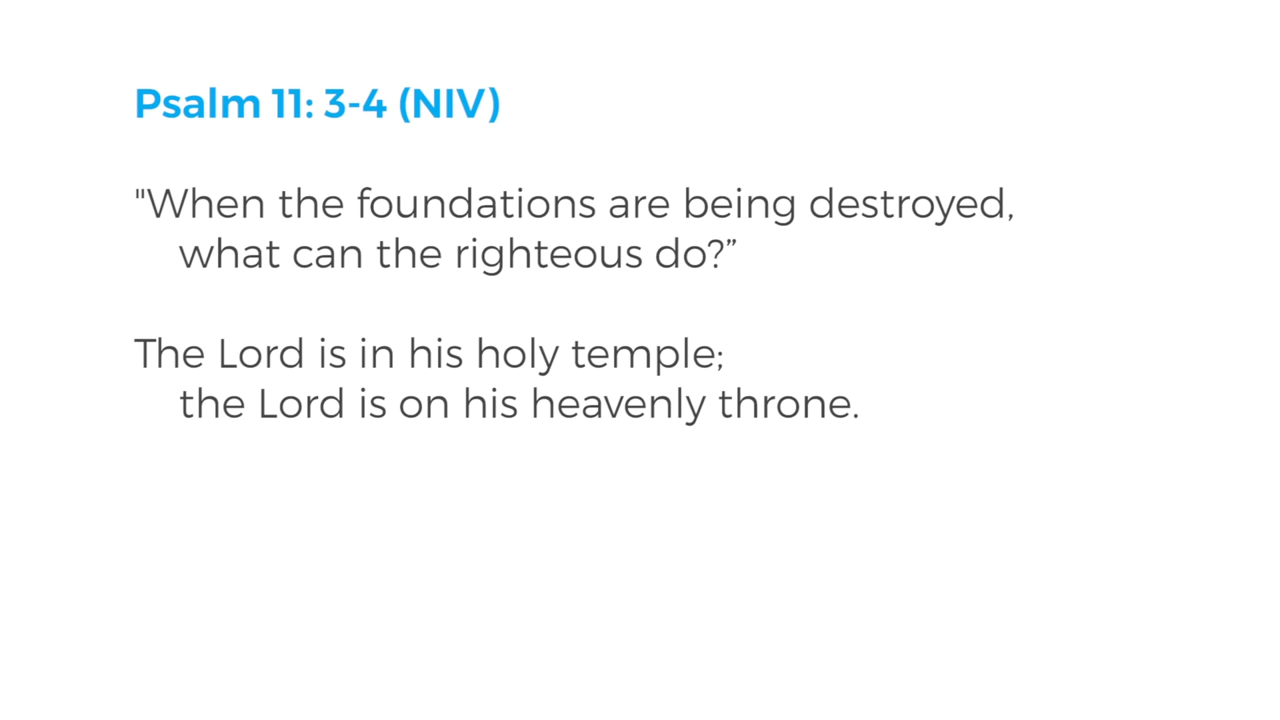 Psalm 11: 3-4 (NIV)
"When the foundations are being destroyed,
what can the righteous do?”
The Lord is in his holy temple;
the Lord is on his heavenly throne.